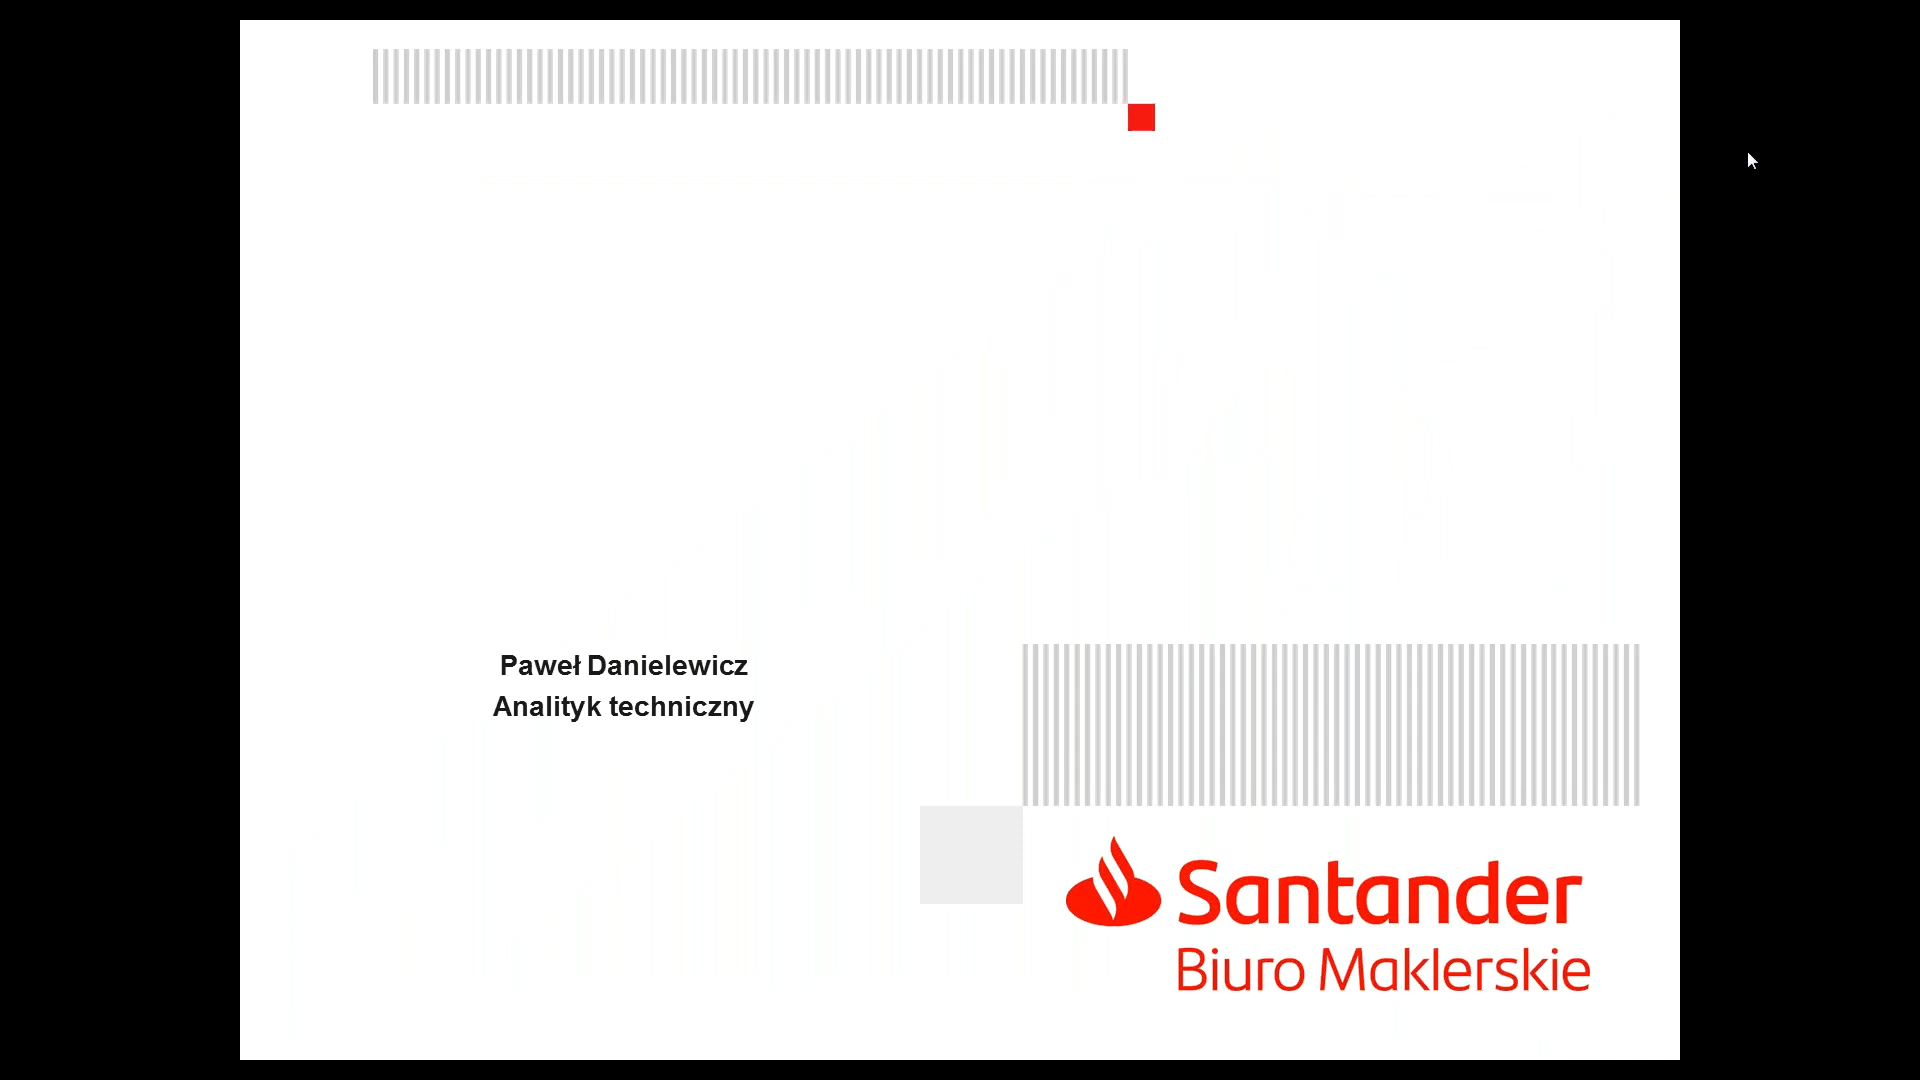 Paweł Danielewicz
Analityk techniczny
Santander
Biuro Maklerskie